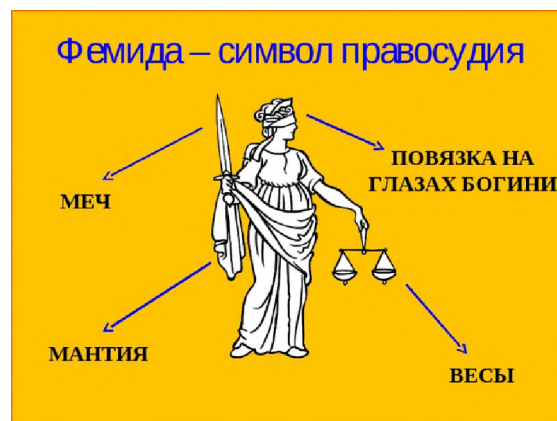 Фемида – символ правосудия
ПОВЯЗКА НА
ГЛАЗАХ БОГИНИ
МЕЧ
МАНТИЯ
ВЕСЫ